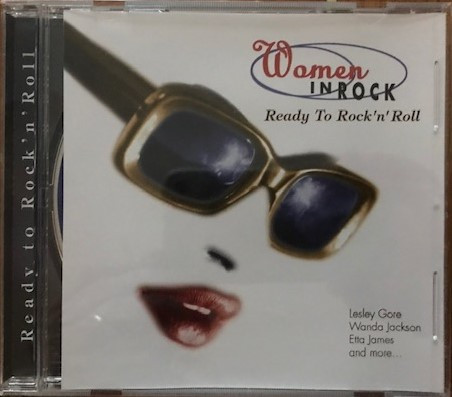 Ready to Rock'n'Roll
Women
IN ROCK
Ready To Rock'n'Roll
Lesley Gore
Wanda Jackson
Etta James
and more...